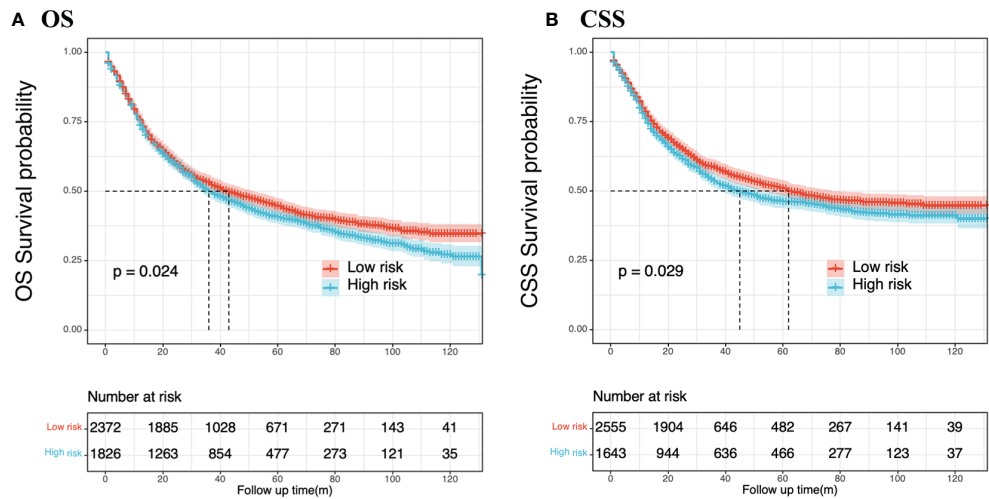 A OS
OS Survival probability
1.00
0.75
0.50
0.25
0.00
p = 0.024
Low risk
High risk
0 20 40 60 80 100 120
Number at risk
Low risk 2372 1885 1028 671 271 143 41
High risk 1826 1263 854 477 273 121 35
0 20 40 60 80 100 120
Follow up time(m)
B CSS
CSS Survival probability
1.00
0.75
0.50
0.25
0.00
p = 0.029
Low risk
High risk
0 20 40 60 80 100 120
Number at risk
Low risk 2555 1904 646 482 267 141 39
High risk 1643 944 636 466 277 123 37
0 20 40 60 80 100 120
Follow up time(m)